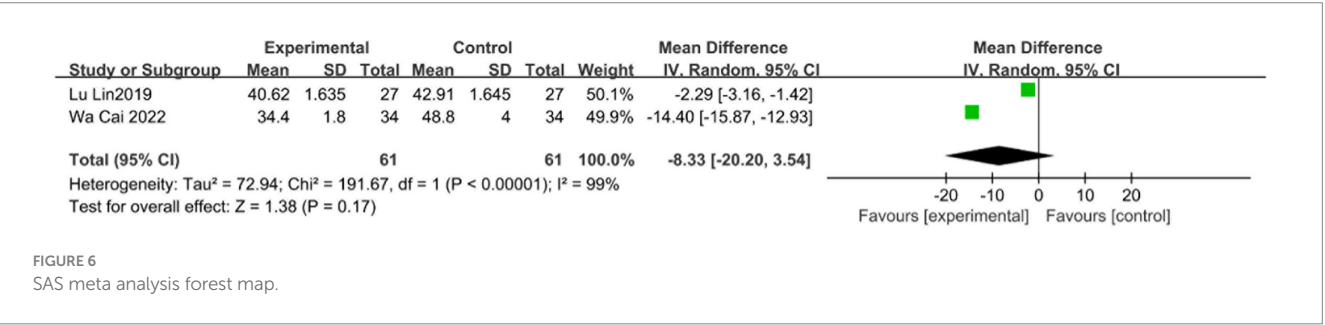 Experimental Control Mean Difference Mean Difference
Study or Subgroup Mean SD Total Mean SD Total Weight IV, Random, 95% CI IV, Random, 95% CI
Lu Lin2019 40.62 1.635 27 42.91 1.645 27 50.1% -2.29 [-3.16, -1.42]
Wa Cai 2022 34.4 1.8 34 48.8 4 34 49.9% -14.40 [-15.87, -12.93]
Total (95% CI) 61 61 100.0% -8.33 [-20.20, 3.54]
Heterogeneity: Tau² = 72.94; Chi² = 191.67, df = 1 (P < 0.00001); I² = 99%
Test for overall effect: Z = 1.38 (P = 0.17)
-20 -10 0 10 20
Favours [experimental] Favours [control]
FIGURE 6
SAS meta analysis forest map.